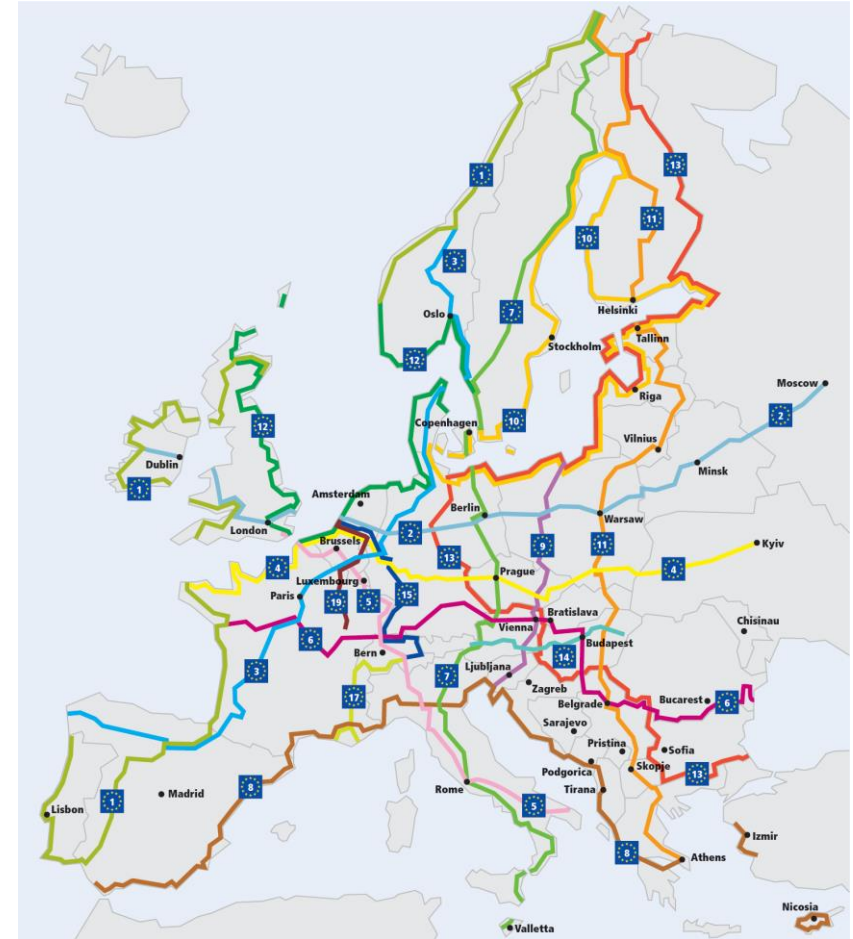 1
13
10
11
3
Oslo
7
Helsinki
12
Stockholm
Tallinn
Moscow
Riga
2
12
10
Copenhagen
Vilnius
Dublin
Minsk
1
Amsterdam
Berlin
Warsaw
London
2
Brussels
9
11
Kyiv
4
13
4
Luxembourg
Prague
Paris
19
5
15
6
Vienna
Bratislava
Chisinau
Bern
Budapest
3
Ljubljana
14
7
Zagreb
17
Belgrade
Bucarest
6
Sarajevo
Pristina
Sofia
Podgorica
Skopje
13
8
Rome
Tirana
Madrid
1
Lisbon
5
Izmir
8
Athens
Nicosia
Valletta